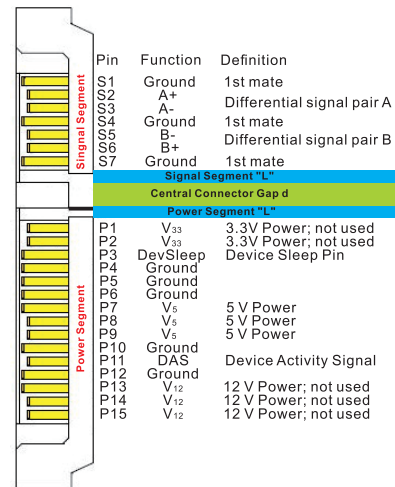 Pin Function Definition
S1 Ground 1st mate
S2 A+
Differential signal pair A
S3 A-
S4 Ground 1st mate
S5 B-
Differential signal pair B
S6 B+
S7 Ground 1st mate
Singnal Segment
Signal Segment "L"
Central Connector Gap d
Power Segment "L"
P1 V33 3.3V Power; not used
P2 V33 3.3V Power; not used
P3 DevSleep Device Sleep Pin
P4 Ground
P5 Ground
P6 Ground
P7 V5 5 V Power
P8 V5 5 V Power
P9 V5 5 V Power
P10 Ground
P11 DAS Device Activity Signal
P12 Ground
P13 V12 12 V Power; not used
P14 V12 12 V Power; not used
P15 V12 12 V Power; not used
Power Segment